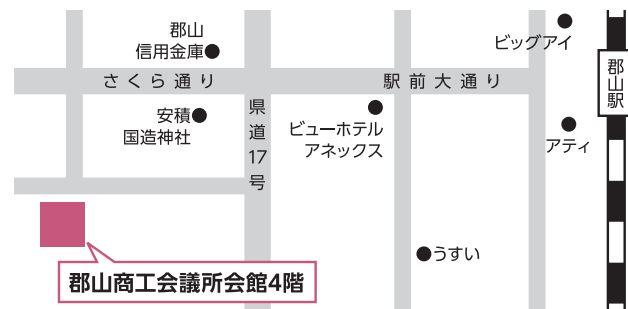 郡山
信用金庫
ビッグアイ
さくら通り
駅前大通り
郡山駅
県道17号
安積
国造神社
ビューホテル
アネックス
アティ
うすい
郡山商工会議所会館4階